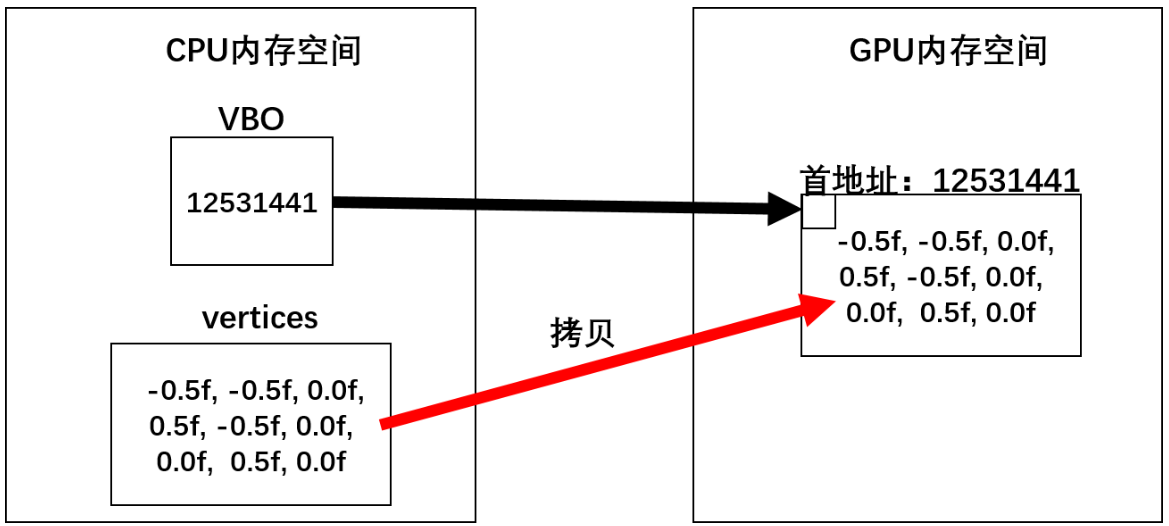 CPU内存空间
VBO
12531441
vertices
-0.5f, -0.5f, 0.0f,
0.5f, -0.5f, 0.0f,
0.0f, 0.5f, 0.0f
拷贝
GPU内存空间
首地址：12531441
-0.5f, -0.5f, 0.0f,
0.5f, -0.5f, 0.0f,
0.0f, 0.5f, 0.0f